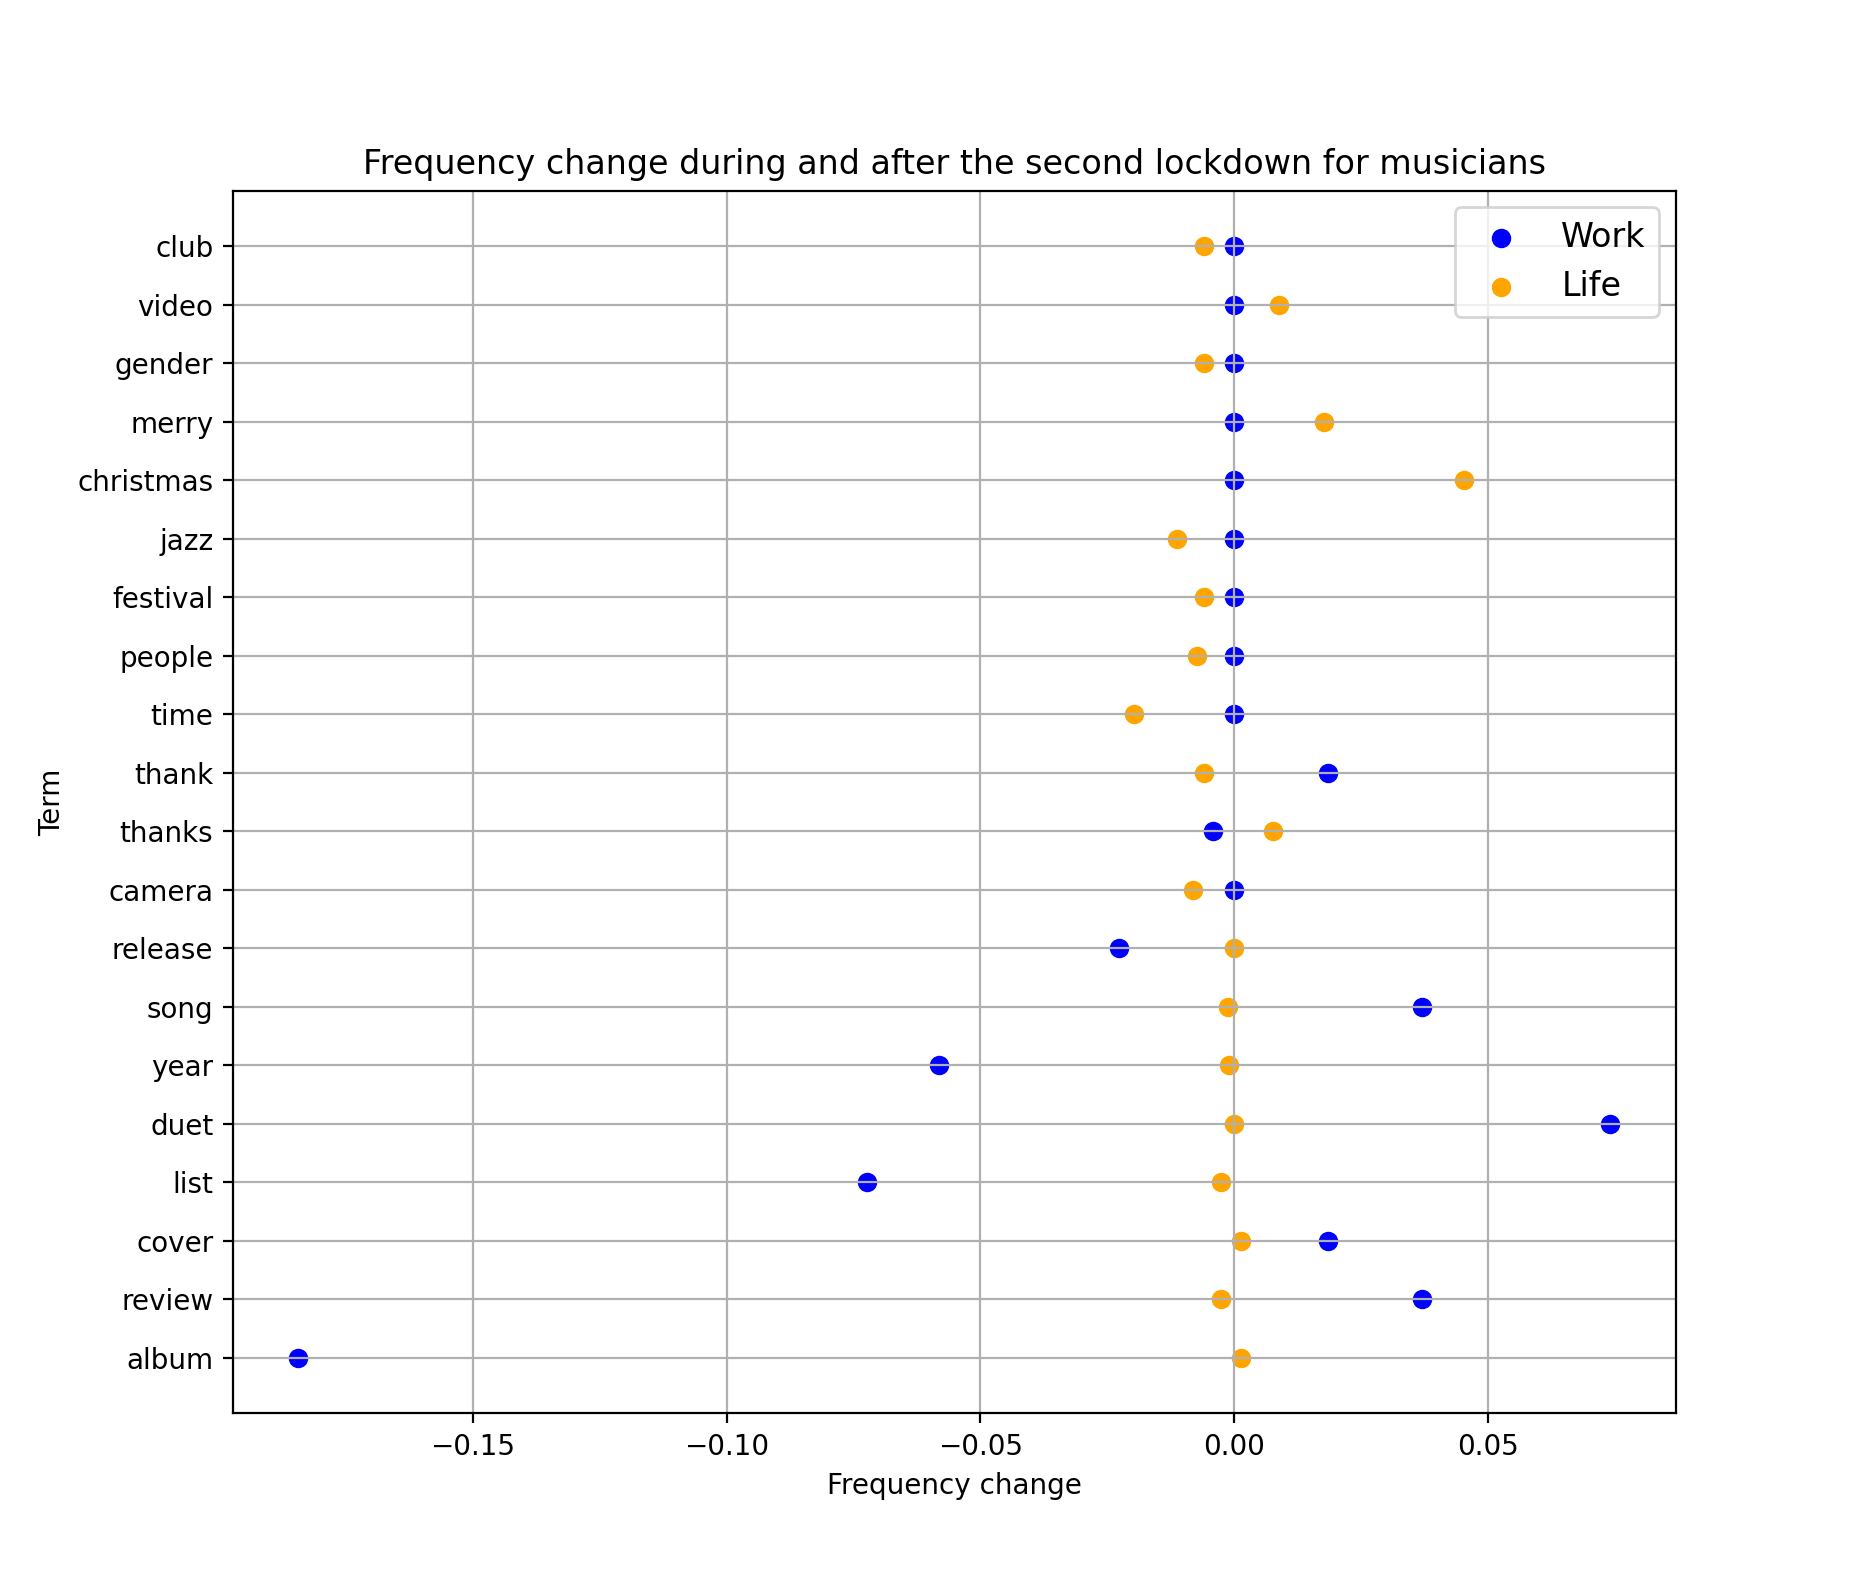 Frequency change during and after the second lockdown for musicians
Work
Life
club
video
gender
merry
christmas
jazz
festival
people
time
thank
thanks
camera
release
song
year
duet
list
cover
review
album
Term
−0.15
−0.10
−0.05
0.00
0.05
Frequency change